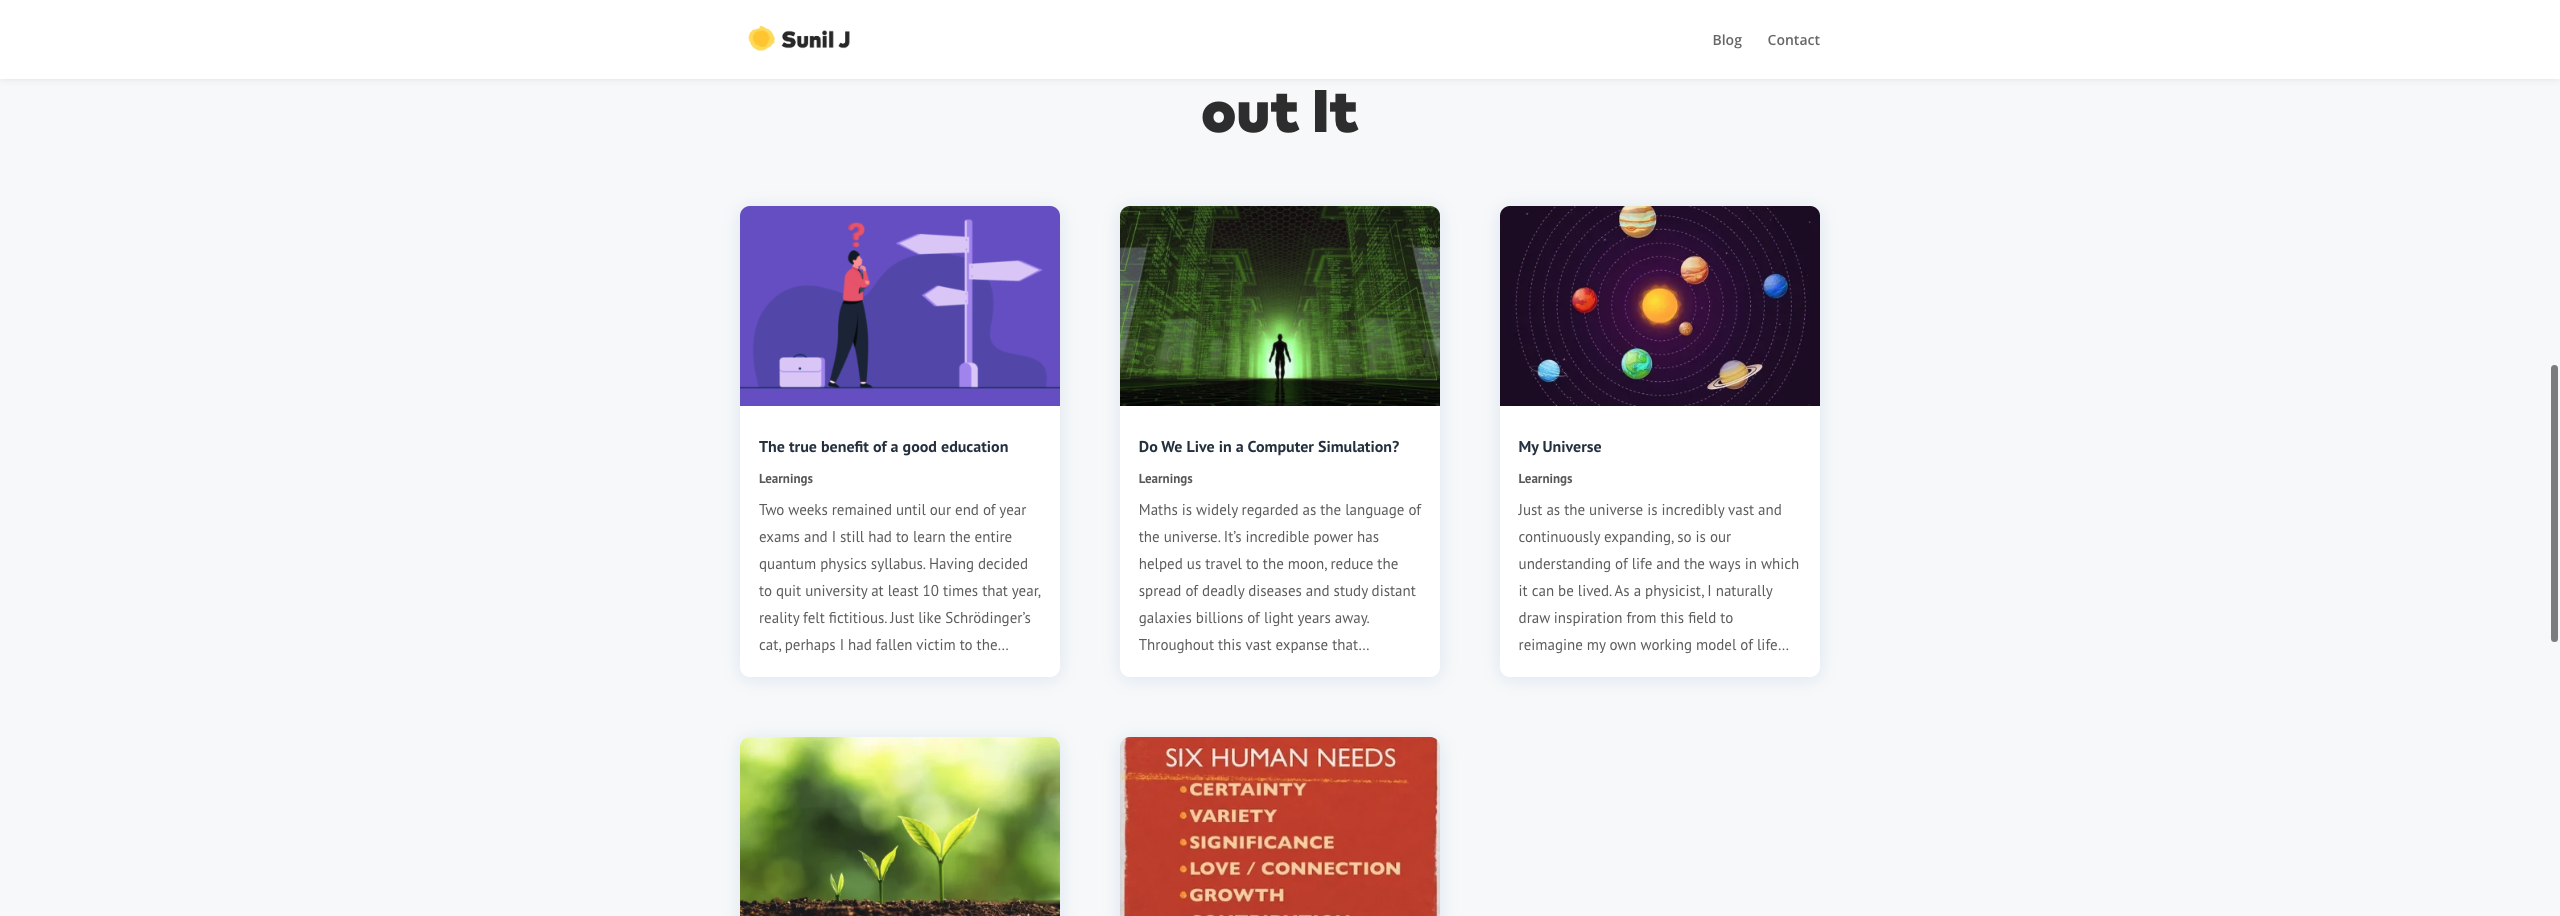 Sunil J
Blog
Contact
out It
?
The true benefit of a good education
Learnings
Two weeks remained until our end of year
exams and I still had to learn the entire
quantum physics syllabus. Having decided
to quit university at least 10 times that year,
reality felt fictitious. Just like Schrödinger’s
cat, perhaps I had fallen victim to the...
Do We Live in a Computer Simulation?
Learnings
Maths is widely regarded as the language of
the universe. It’s incredible power has
helped us travel to the moon, reduce the
spread of deadly diseases and study distant
galaxies billions of light years away.
Throughout this vast expanse that...
My Universe
Learnings
Just as the universe is incredibly vast and
continuously expanding, so is our
understanding of life and the ways in which
it can be lived. As a physicist, I naturally
draw inspiration from this field to
reimagine my own working model of life...
SIX HUMAN NEEDS
•CERTAINTY
•VARIETY
•SIGNIFICANCE
•LOVE / CONNECTION
•GROWTH